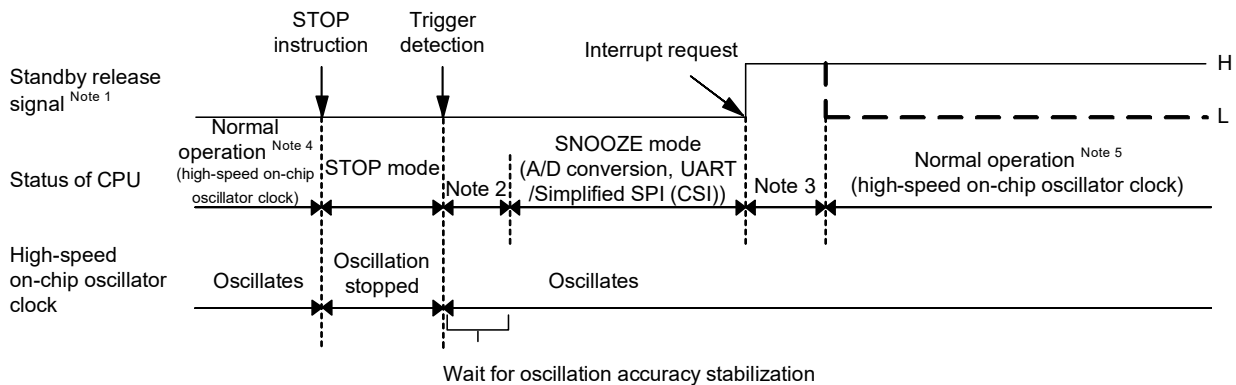 STOP
instruction
Trigger
detection
Interrupt request
Standby release
signal Note 1
H
L
Status of CPU
Normal
operation Note 4
(high-speed on-chip
oscillator clock)
STOP mode
Note 2
SNOOZE mode
(A/D conversion, UART
/Simplified SPI (CSI))
Note 3
Normal operation Note 5
(high-speed on-chip oscillator clock)
High-speed
on-chip oscillator
clock
Oscillates
Oscillation
stopped
Oscillates
Wait for oscillation accuracy stabilization